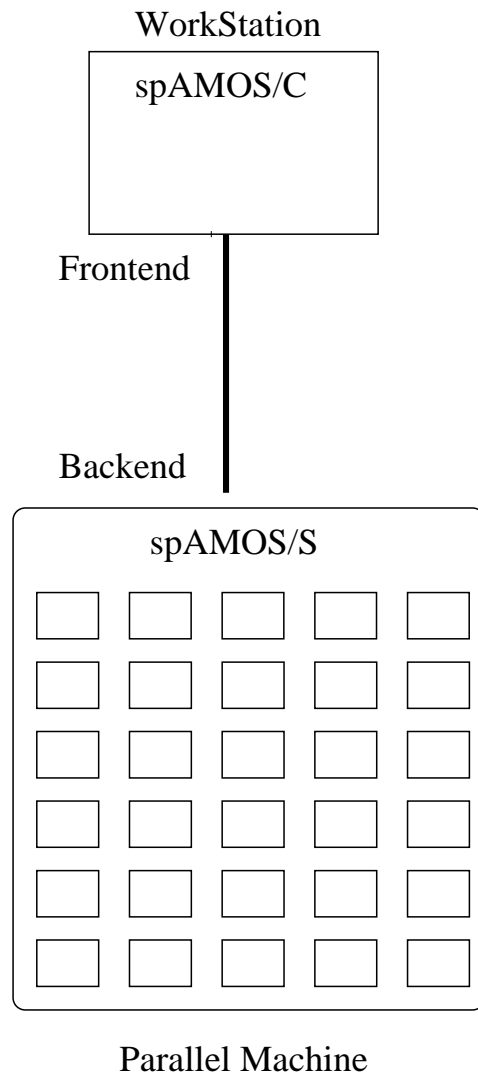 WorkStation
spAMOS/C
Frontend
Backend
spAMOS/S
Parallel Machine